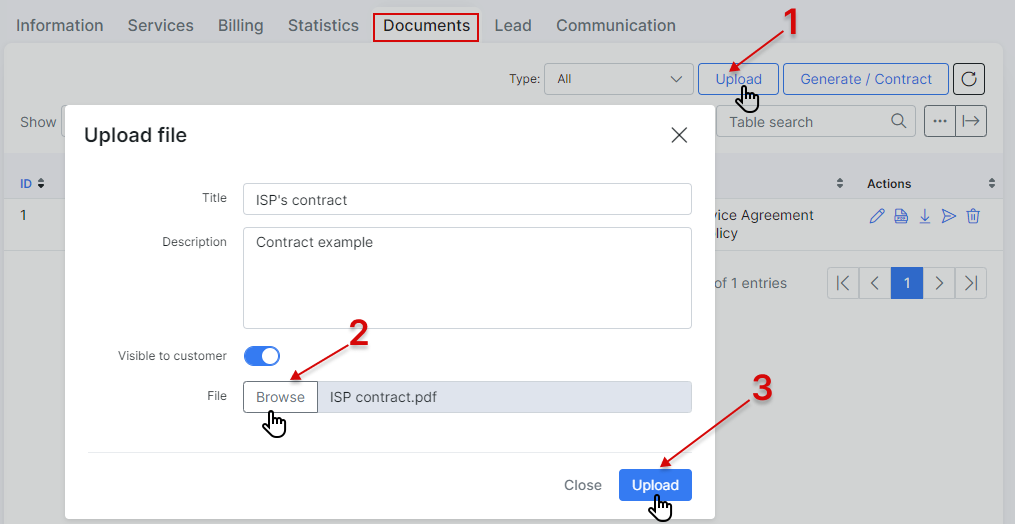 Information Services Billing Statistics Documents Lead Communication
1
Type: All Upload Generate / Contract
Show Table search ...
Upload file
ID Actions
Title ISP's contract
1 vice Agreement
licy
Description Contract example
of 1 entries 1
2
Visible to customer
3
File Browse ISP contract.pdf
Close Upload